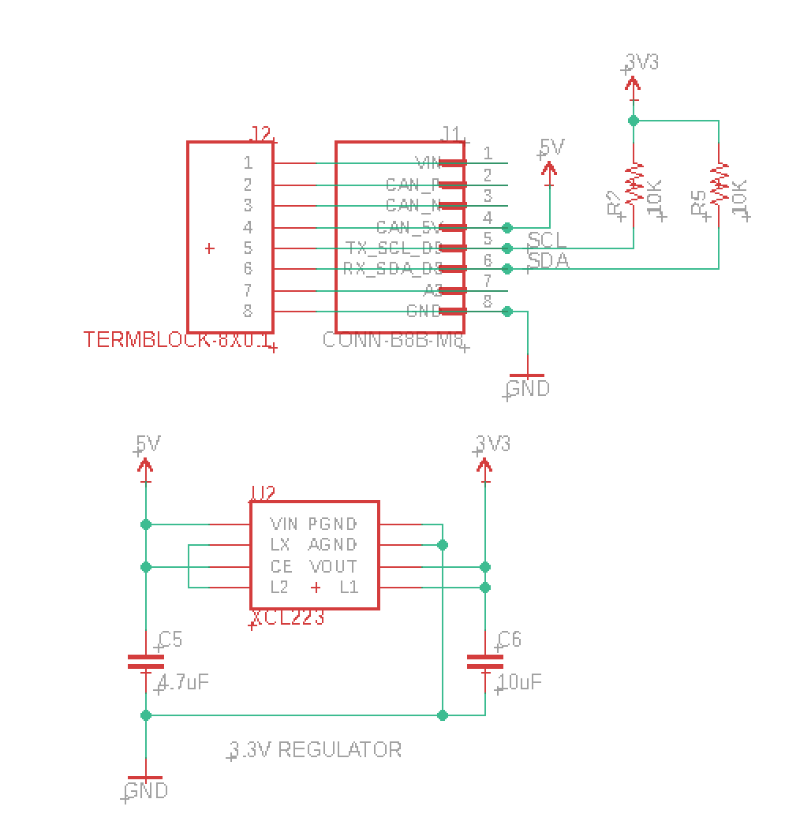 3V3
J2
J1
5V
1 VIN 1
2 CAN_P 2
3 CAN_N 3
4 CAN_5V 4
5 TX_SCL_D5 5 SCL
6 RX_SDA_D3 6 SDA
7 A3 7
8 GND 8
R2 10K R5 10K
TERMBLOCK-8X0.1 CONN-B8B-M8
GND
5V 3V3
U2
VIN PGND
LX AGND
CE VOUT
L2 L1
XCL223
C5 C6
4.7uF 10uF
3.3V REGULATOR
GND